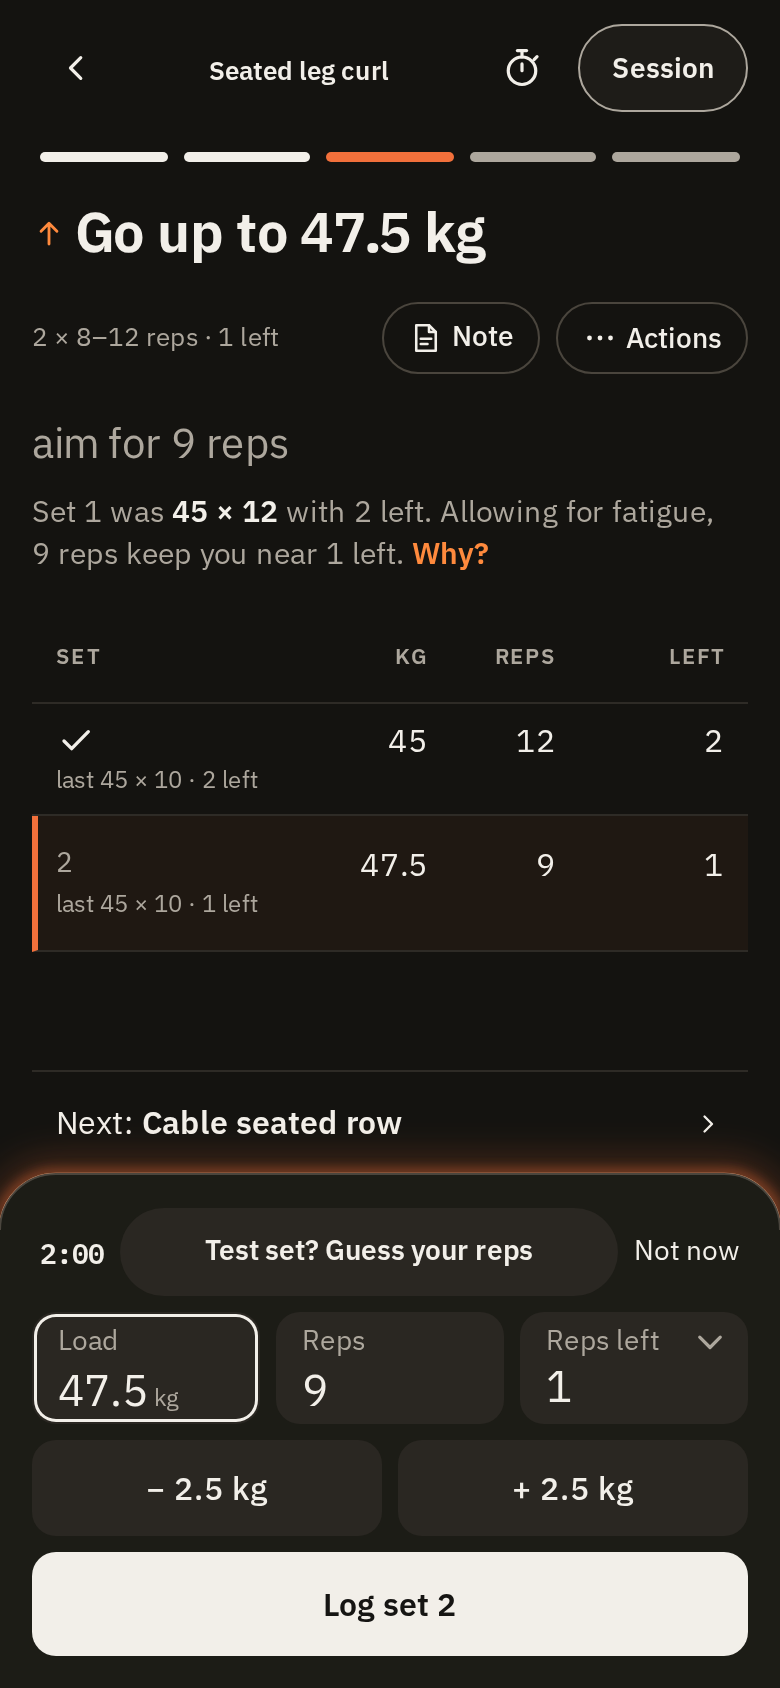 Seated leg curl
Session
↑ Go up to 47.5 kg
2 × 8–12 reps · 1 left
Note
··· Actions
aim for 9 reps
Set 1 was 45 × 12 with 2 left. Allowing for fatigue,
9 reps keep you near 1 left. Why?
SET KG REPS LEFT
✓ 45 12 2
last 45 × 10 · 2 left
2 47.5 9 1
last 45 × 10 · 1 left
Next: Cable seated row
2:00 Test set? Guess your reps Not now
Load Reps Reps left
47.5 kg 9 1
− 2.5 kg + 2.5 kg
Log set 2